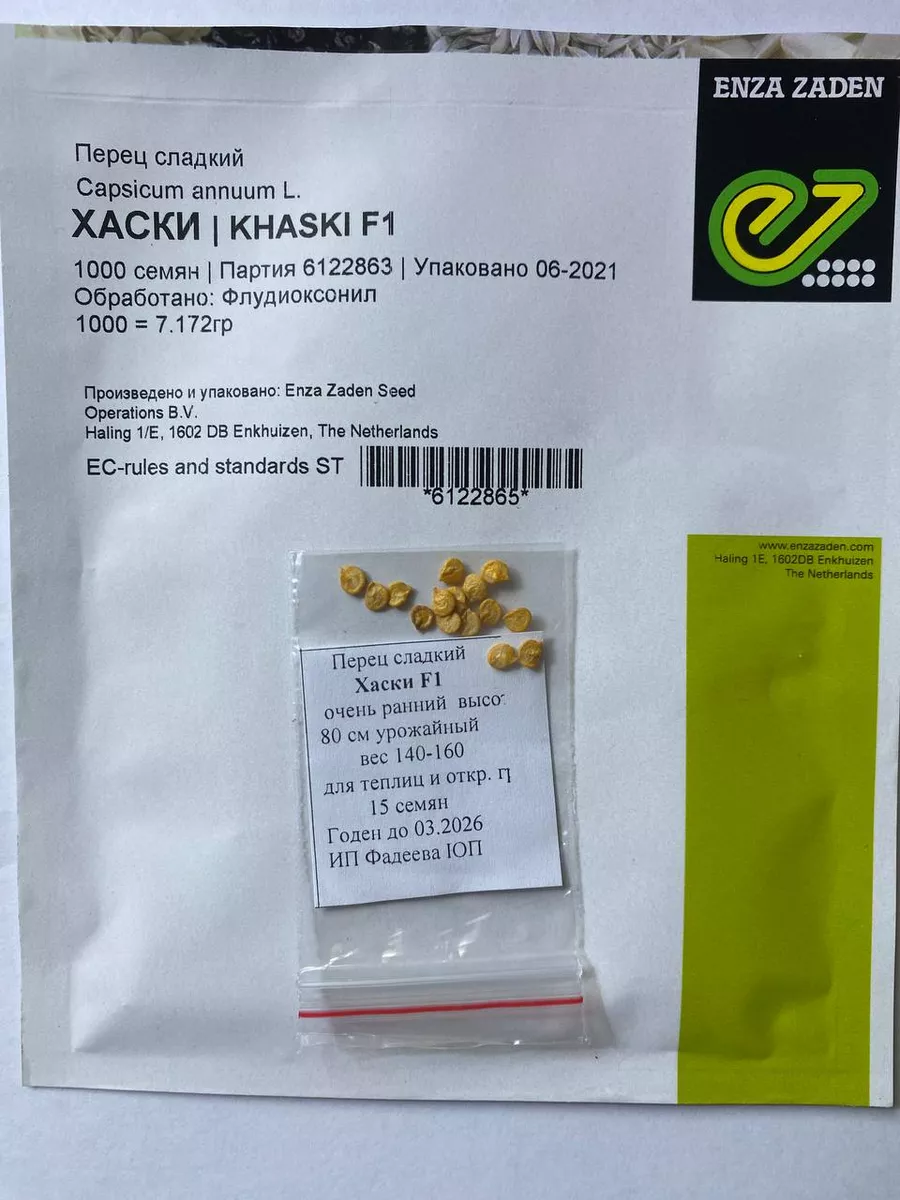 ENZA ZADEN
Перец сладкий
Capsicum annuum L.
ХАСКИ | KHASKI F1
1000 семян | Партия 6122863 | Упаковано 06-2021
Обработано: Флудиоксонил
1000 = 7.172гр
Произведено и упаковано: Enza Zaden Seed
Operations B.V.
Haling 1/E, 1602 DB Enkhuizen, The Netherlands
EC-rules and standards ST
*6122865*
www.enzazaden.com
Haling 1E, 1602DB Enkhuizen
The Netherlands
Перец сладкий
Хаски F1
очень ранний высо
80 см урожайный
вес 140-160
для теплиц и откр. п
15 семян
Годен до 03.2026
ИП Фадеева ЮП